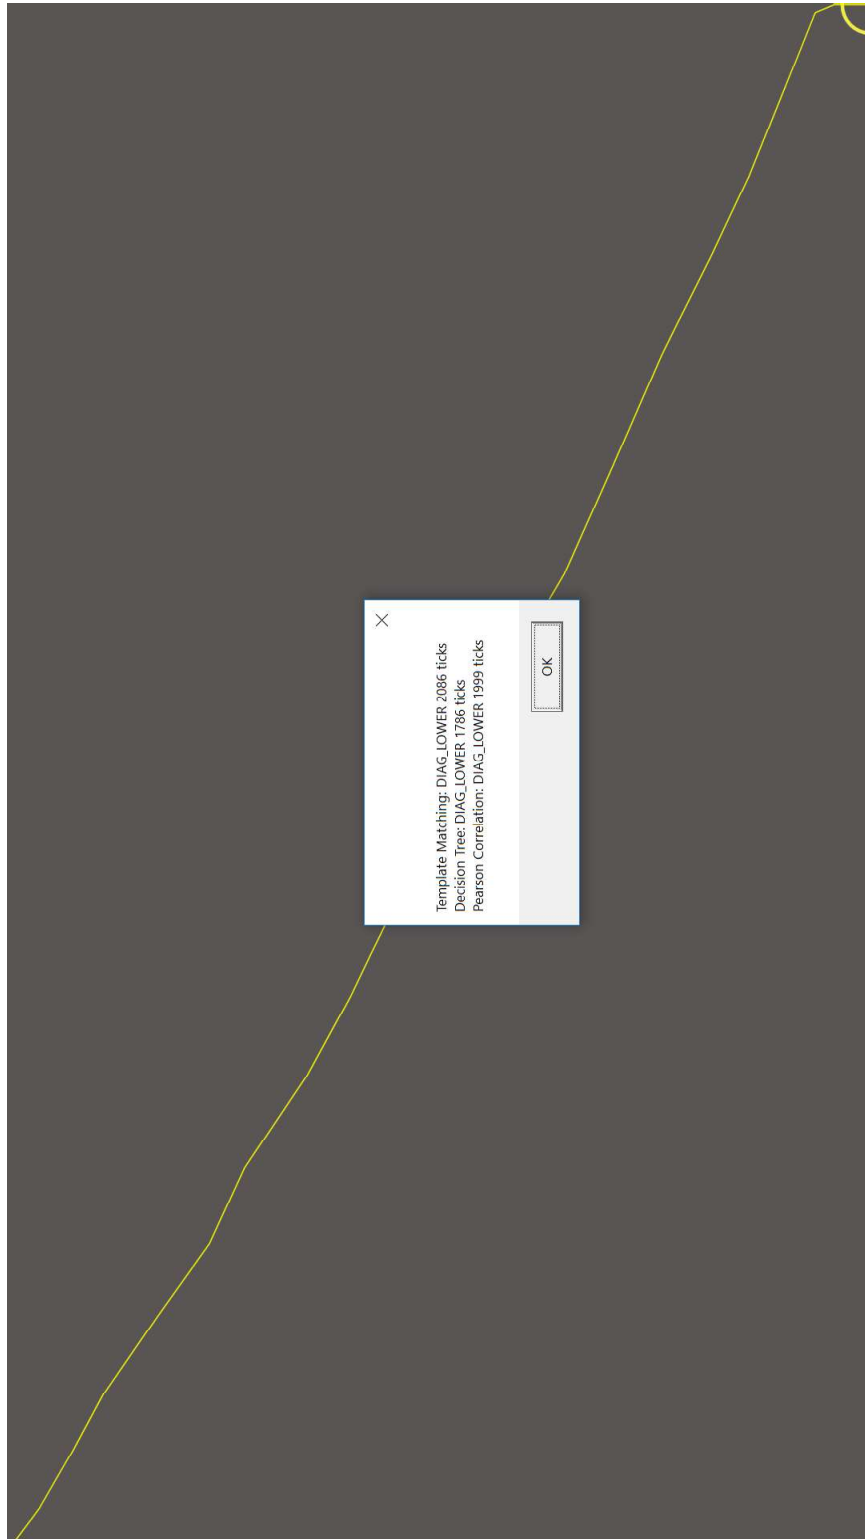 Template Matching: DIAG_LOWER 2086 ticks
Decision Tree: DIAG_LOWER 1786 ticks
Pearson Correlation: DIAG_LOWER 1999 ticks
OK